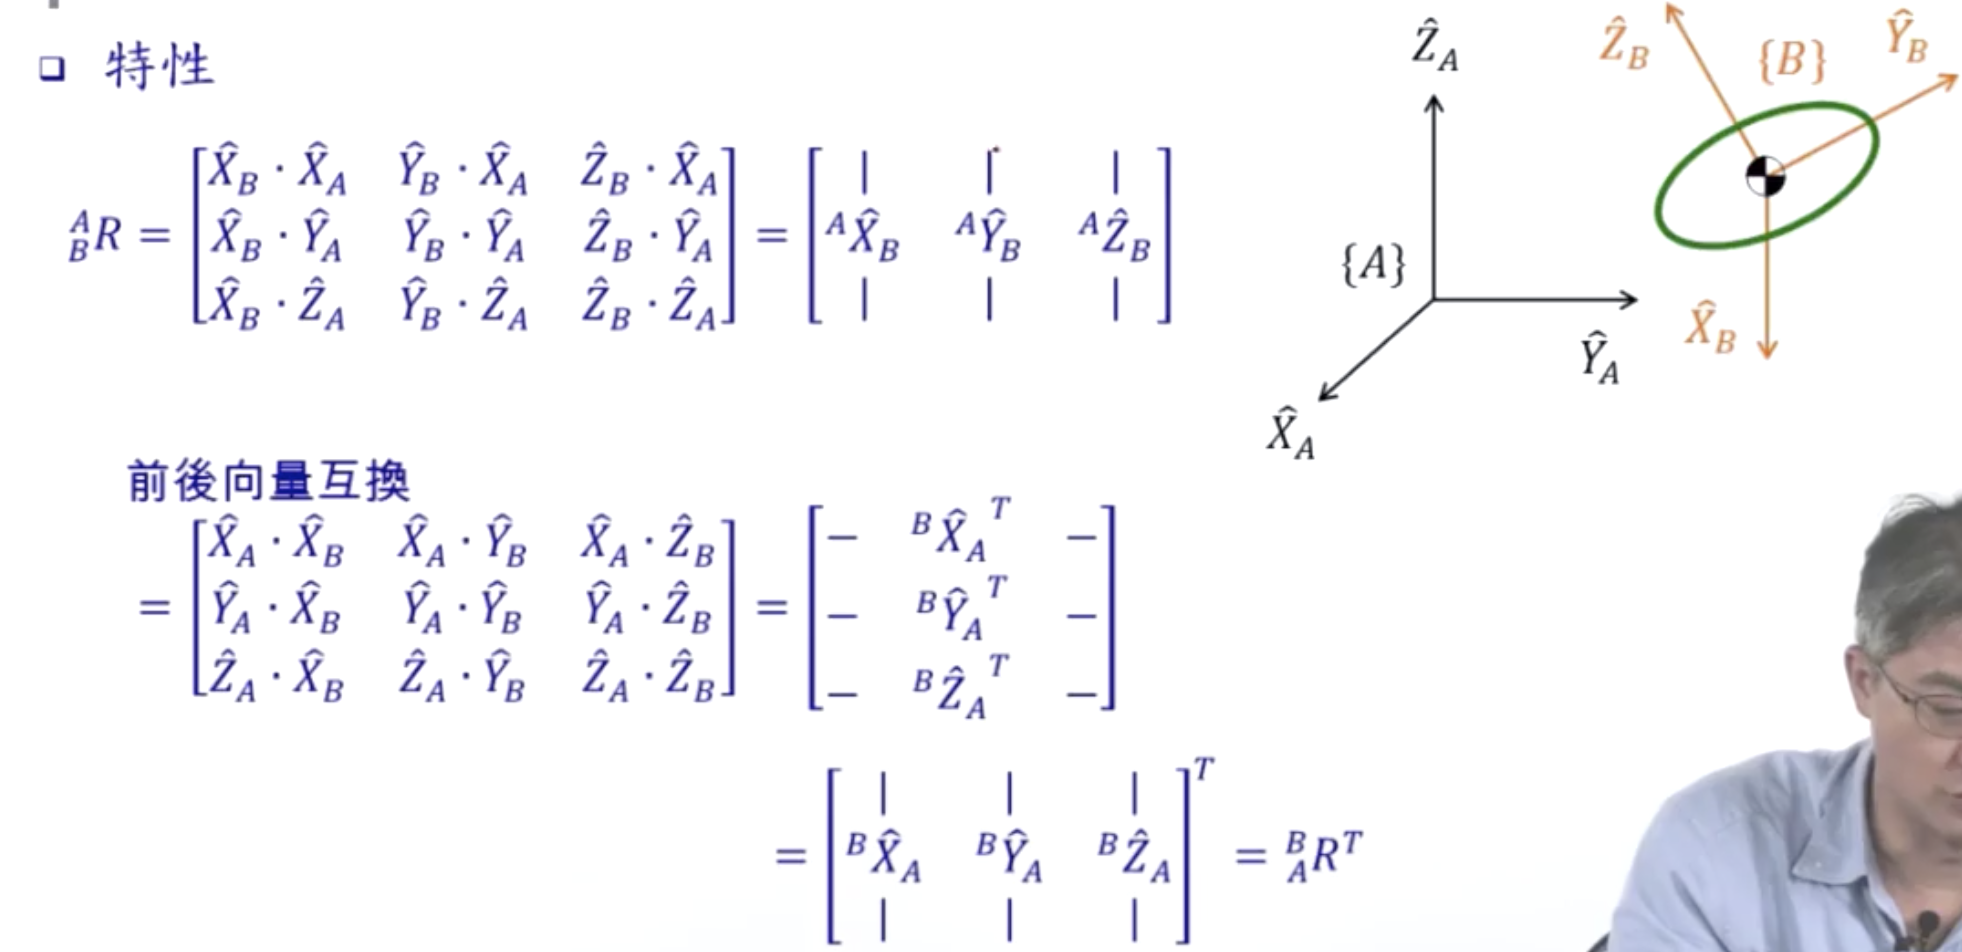 ❑ 特性
$^A_BR = \begin{bmatrix} \hat{X}_B \cdot \hat{X}_A & \hat{Y}_B \cdot \hat{X}_A & \hat{Z}_B \cdot \hat{X}_A \\ \hat{X}_B \cdot \hat{Y}_A & \hat{Y}_B \cdot \hat{Y}_A & \hat{Z}_B \cdot \hat{Y}_A \\ \hat{X}_B \cdot \hat{Z}_A & \hat{Y}_B \cdot \hat{Z}_A & \hat{Z}_B \cdot \hat{Z}_A \end{bmatrix} = \begin{bmatrix} | & | & | \\ ^A\hat{X}_B & ^A\hat{Y}_B & ^A\hat{Z}_B \\ | & | & | \end{bmatrix}$
前後向量互換
$= \begin{bmatrix} \hat{X}_A \cdot \hat{X}_B & \hat{X}_A \cdot \hat{Y}_B & \hat{X}_A \cdot \hat{Z}_B \\ \hat{Y}_A \cdot \hat{X}_B & \hat{Y}_A \cdot \hat{Y}_B & \hat{Y}_A \cdot \hat{Z}_B \\ \hat{Z}_A \cdot \hat{X}_B & \hat{Z}_A \cdot \hat{Y}_B & \hat{Z}_A \cdot \hat{Z}_B \end{bmatrix} = \begin{bmatrix} - & ^B\hat{X}_A{}^T & - \\ - & ^B\hat{Y}_A{}^T & - \\ - & ^B\hat{Z}_A{}^T & - \end{bmatrix}$
$= \begin{bmatrix} | & | & | \\ ^B\hat{X}_A & ^B\hat{Y}_A & ^B\hat{Z}_A \\ | & | & | \end{bmatrix}^T = {}^B_AR^T$
$\hat{Z}_A$
$\{A\}$
$\hat{Y}_A$
$\hat{X}_A$
$\hat{Z}_B$
$\{B\}$
$\hat{Y}_B$
$\hat{X}_B$